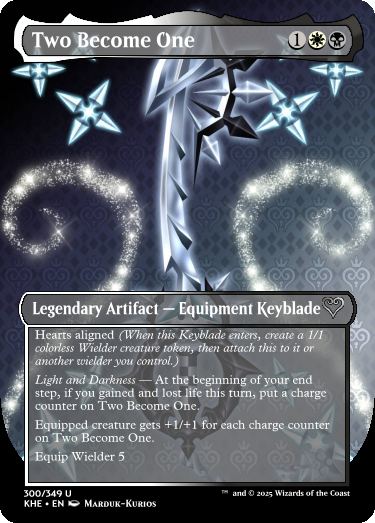 Two Become One
1
Legendary Artifact — Equipment Keyblade
Hearts aligned (When this Keyblade enters, create a 1/1
colorless Wielder creature token, then attach this to it or
another wielder you control.)
Light and Darkness — At the beginning of your end
step, if you gained and lost life this turn, put a charge
counter on Two Become One.
Equipped creature gets +1/+1 for each charge counter
on Two Become One.
Equip Wielder 5
300/349 U
KHE • EN Marduk-Kurios
™ and © 2025 Wizards of the Coast